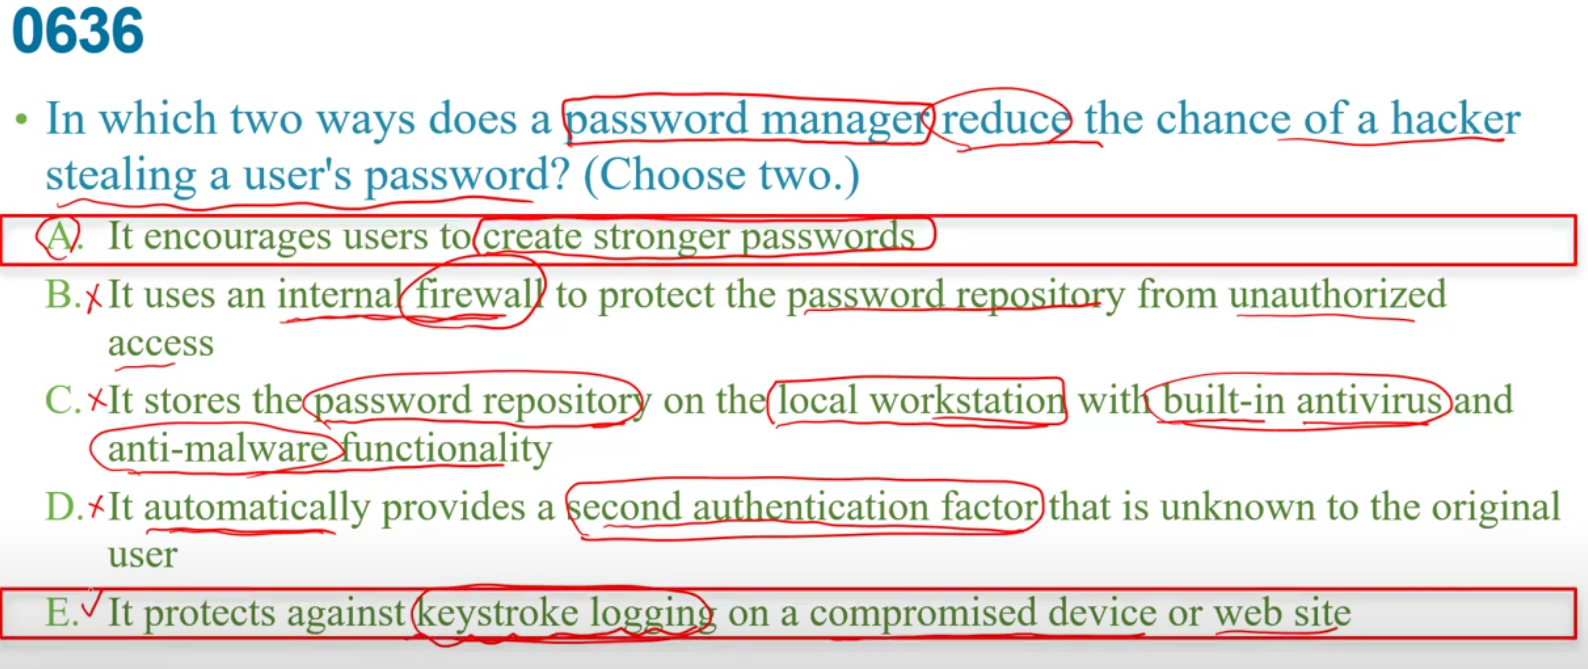 0636
• In which two ways does a password manager reduce the chance of a hacker
stealing a user's password? (Choose two.)
A. It encourages users to create stronger passwords
B. It uses an internal firewall to protect the password repository from unauthorized
access
C. It stores the password repository on the local workstation with built-in antivirus and
anti-malware functionality
D. It automatically provides a second authentication factor that is unknown to the original
user
E. It protects against keystroke logging on a compromised device or web site